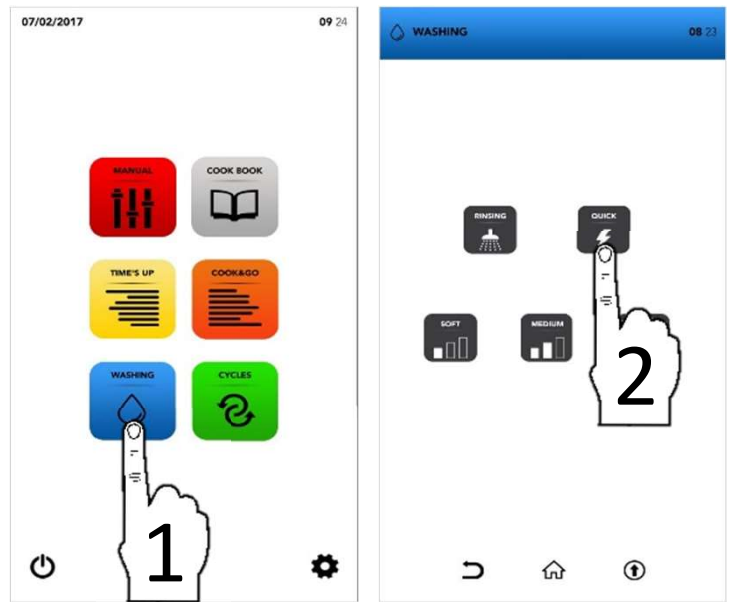 07/02/2017 09 24
MANUAL COOK BOOK
TIME'S UP COOK&GO
WASHING CYCLES
1
WASHING 08 23
RINSING QUICK
SOFT MEDIUM
2